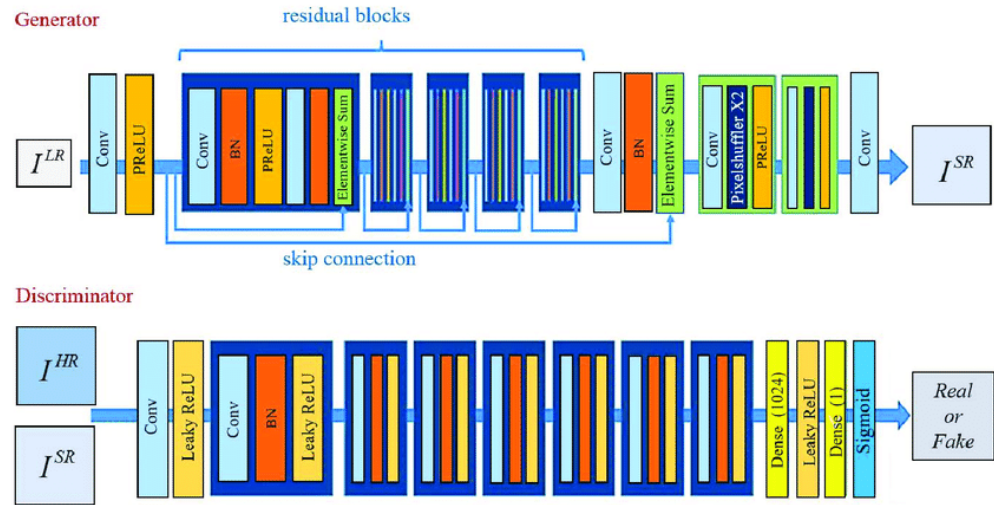 Generator
residual blocks
I^LR
Conv
PReLU
Conv
BN
PReLU
Elementwise Sum
Conv
BN
Elementwise Sum
Conv
Pixelshuffler X2
PReLU
Conv
I^SR
skip connection
Discriminator
I^HR
I^SR
Conv
Leaky ReLU
Conv
BN
Leaky ReLU
Dense (1024)
Leaky ReLU
Dense (1)
Sigmoid
Real
or
Fake